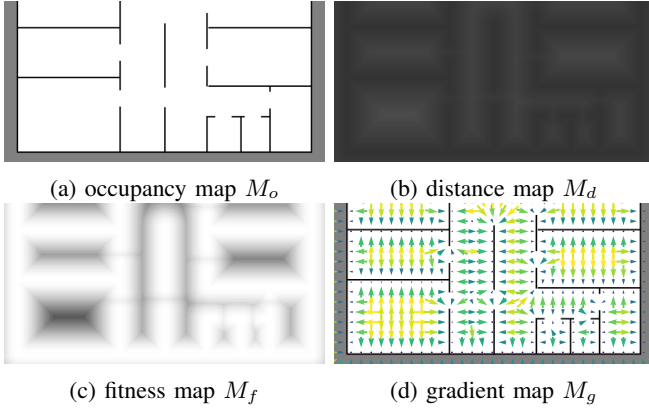 (a) occupancy map $M_o$
(b) distance map $M_d$
(c) fitness map $M_f$
(d) gradient map $M_g$